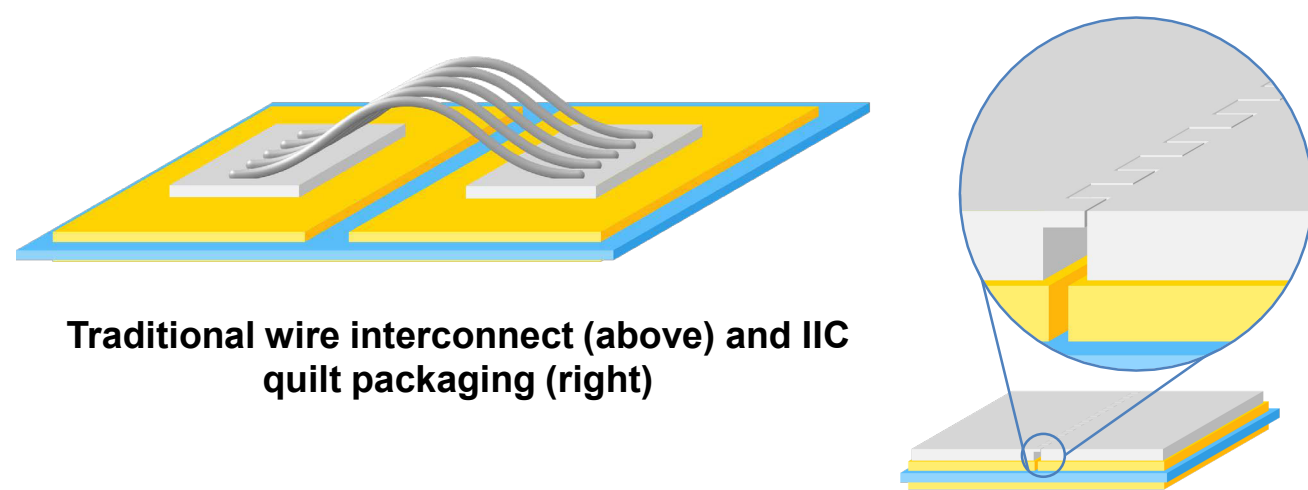 Traditional wire interconnect (above) and IIC
quilt packaging (right)